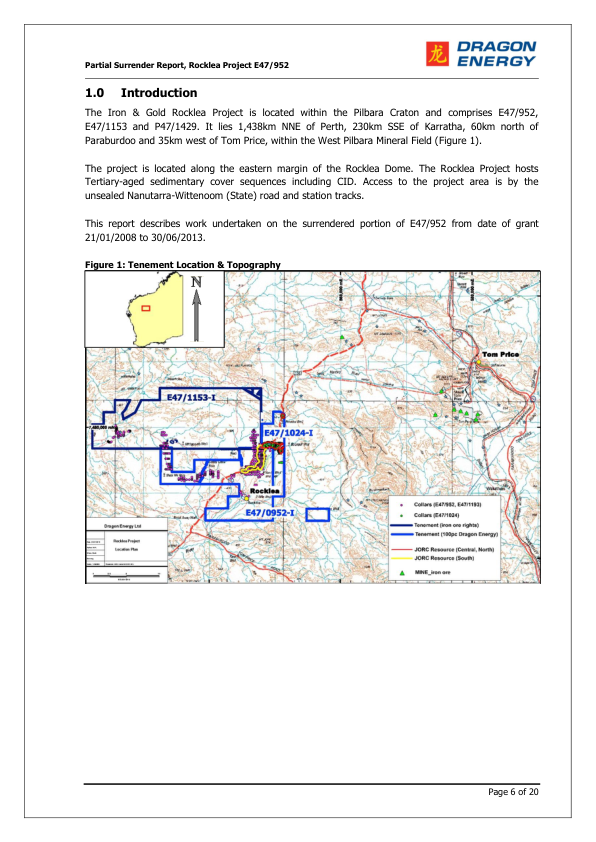 龙 DRAGON
ENERGY
Partial Surrender Report, Rocklea Project E47/952
1.0 Introduction
The Iron & Gold Rocklea Project is located within the Pilbara Craton and comprises E47/952,
E47/1153 and P47/1429. It lies 1,438km NNE of Perth, 230km SSE of Karratha, 60km north of
Paraburdoo and 35km west of Tom Price, within the West Pilbara Mineral Field (Figure 1).
The project is located along the eastern margin of the Rocklea Dome. The Rocklea Project hosts
Tertiary-aged sedimentary cover sequences including CID. Access to the project area is by the
unsealed Nanutarra-Wittenoom (State) road and station tracks.
This report describes work undertaken on the surrendered portion of E47/952 from date of grant
21/01/2008 to 30/06/2013.
Figure 1: Tenement Location & Topography
N
Tom Price
E47/1153-I
E47/1024-I
Rocklea
E47/0952-I
Collars (E47/952, E47/1153)
Collars (E47/1024)
Tenement (iron ore rights)
Tenement (100pc Dragon Energy)
JORC Resource (Central, North)
JORC Resource (South)
MINE_iron ore
Dragon Energy Ltd
Rocklea Project
Location Plan
Page 6 of 20